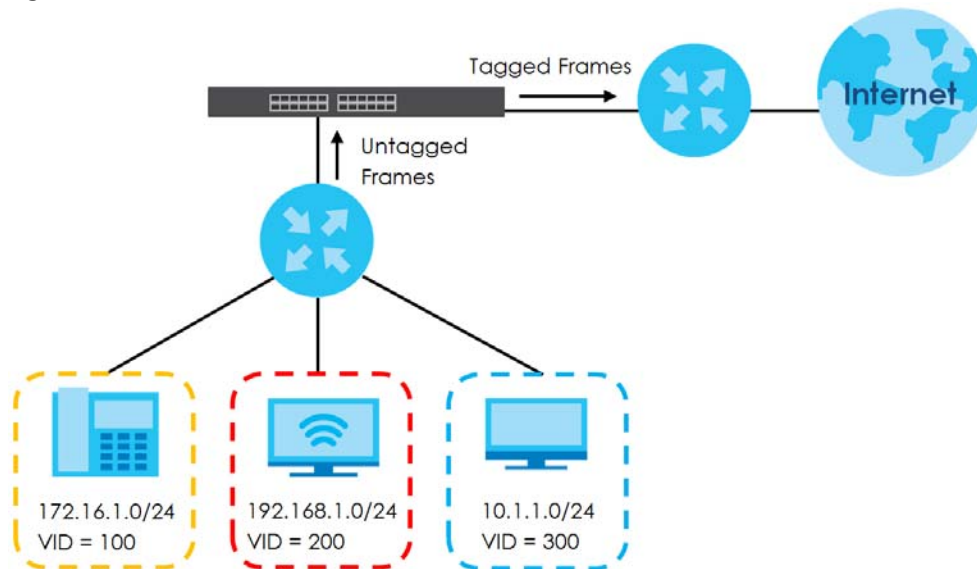 Tagged Frames
Internet
Untagged
Frames
172.16.1.0/24
VID = 100
192.168.1.0/24
VID = 200
10.1.1.0/24
VID = 300